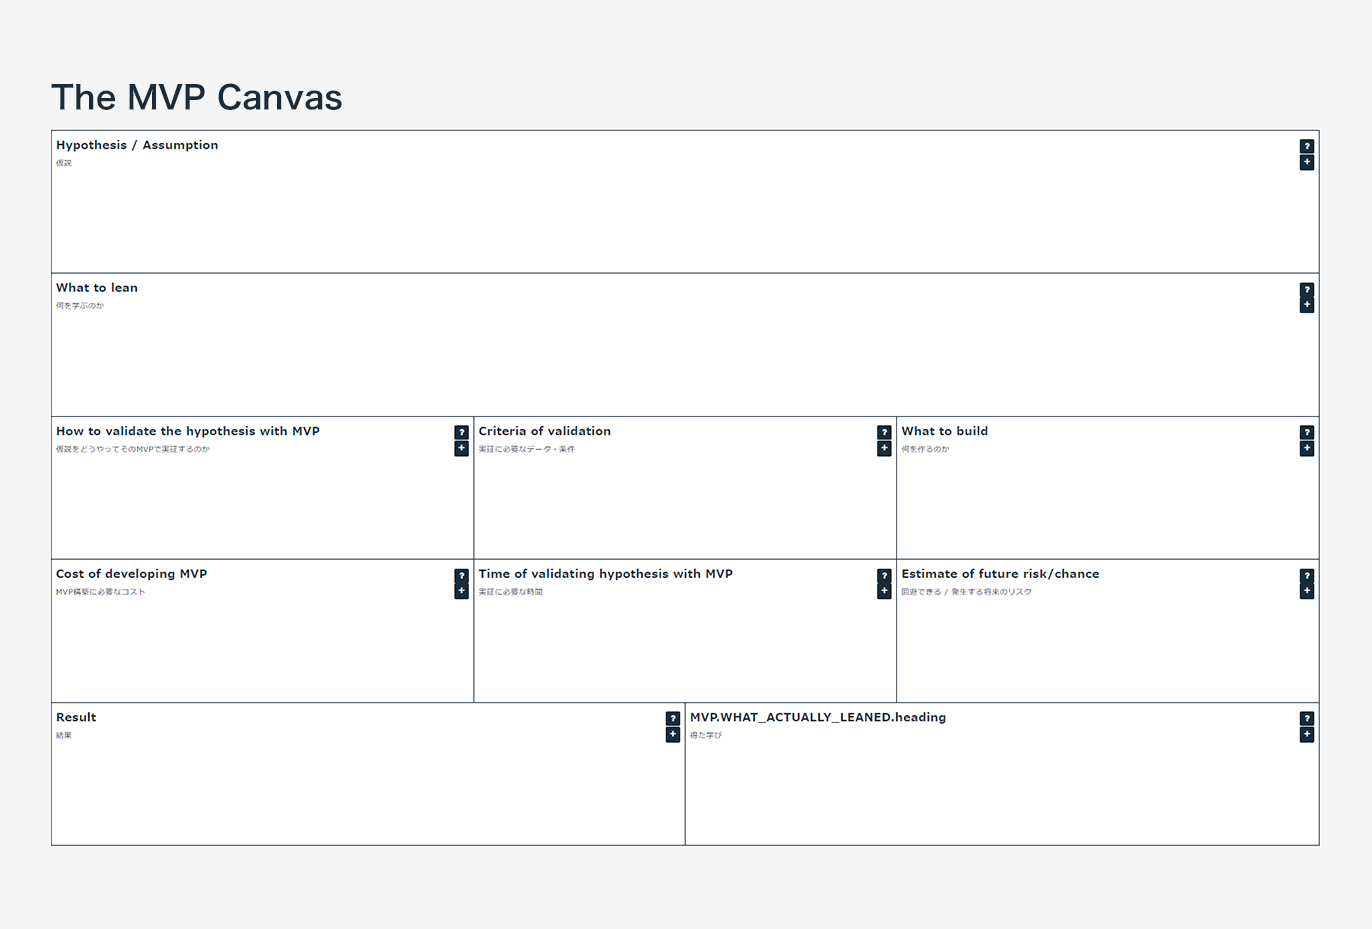 The MVP Canvas
Hypothesis / Assumption
?
仮説
+
What to lean
?
何を学ぶのか
+
How to validate the hypothesis with MVP
?
仮説をどうやってそのMVPで実証するのか
+
Criteria of validation
?
実証に必要なデータ・条件
+
What to build
?
何を作るのか
+
Cost of developing MVP
?
MVP構築に必要なコスト
+
Time of validating hypothesis with MVP
?
実証に必要な時間
+
Estimate of future risk/chance
?
回避できる / 発生する将来のリスク
+
Result
?
結果
+
MVP.WHAT_ACTUALLY_LEANED.heading
?
得た学び
+